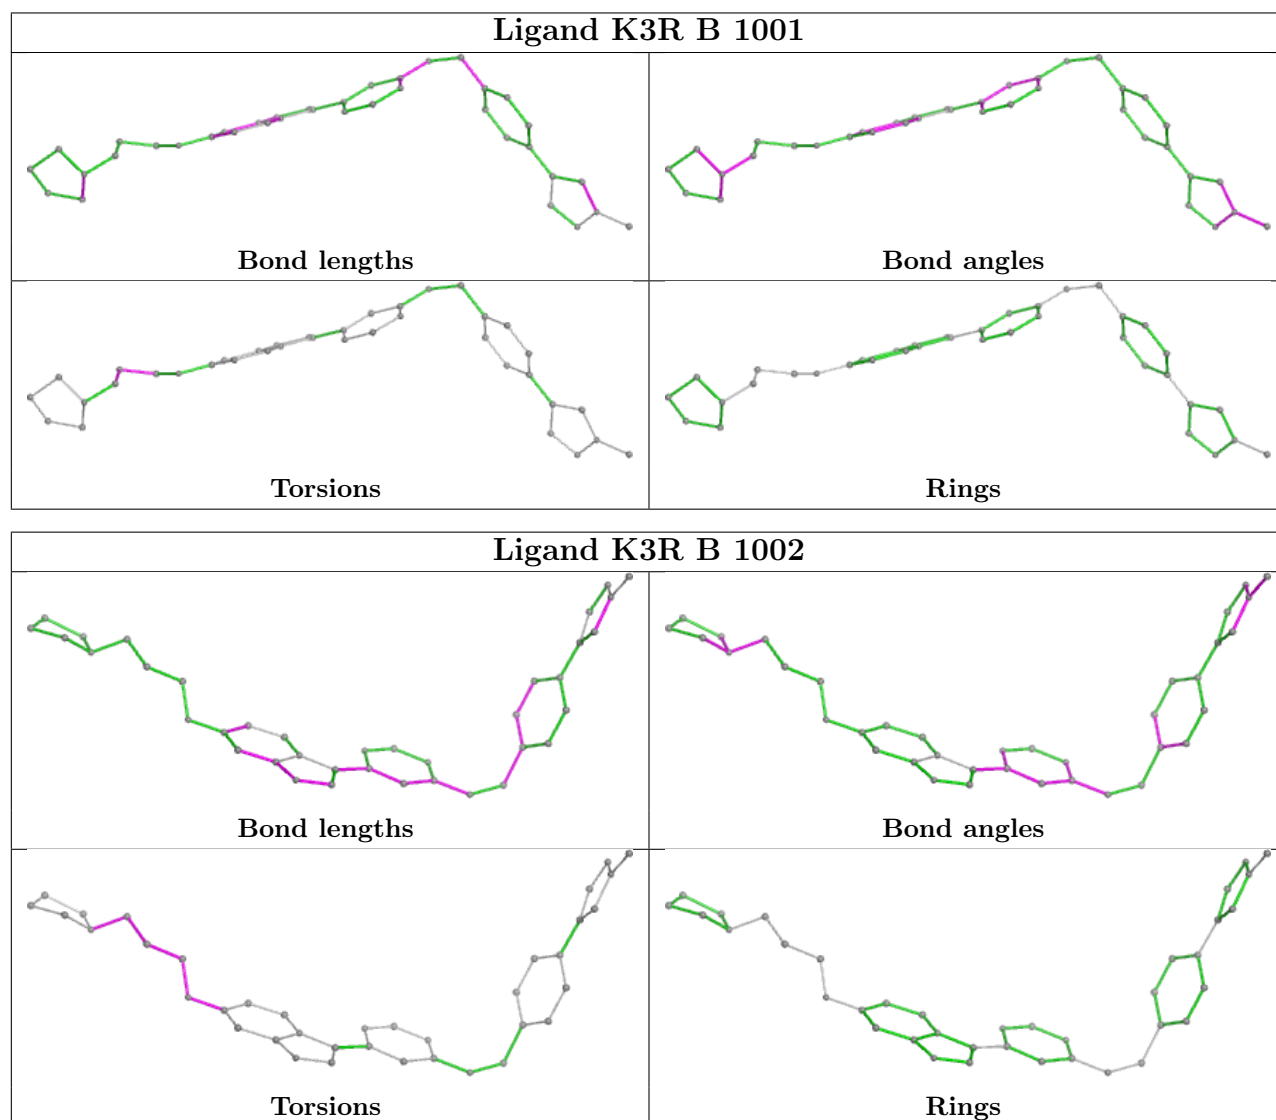 Ligand K3R B 1001
Bond lengths
Bond angles
Torsions
Rings
Ligand K3R B 1002
Bond lengths
Bond angles
Torsions
Rings